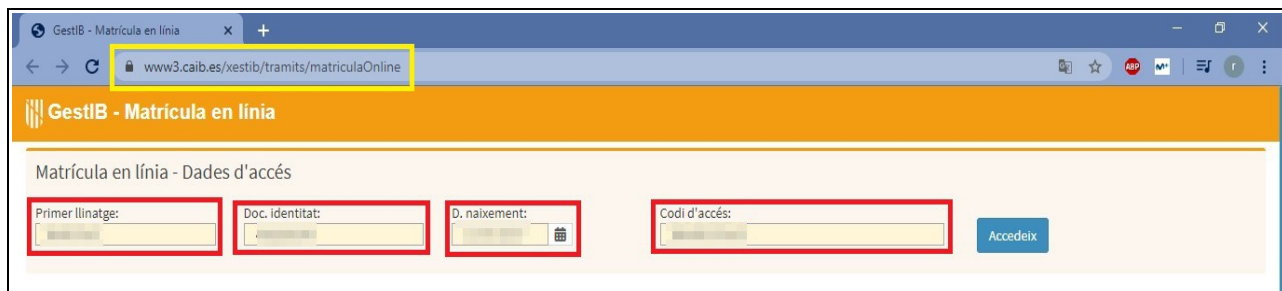 GestIB - Matrícula en línia
www3.caib.es/xestib/tramits/matriculaOnline
ABP
M+
r
GestIB - Matrícula en línia
Matrícula en línia - Dades d'accés
Primer llinatge: Doc. identitat: D. naixement: Codi d'accés:
Accedeix